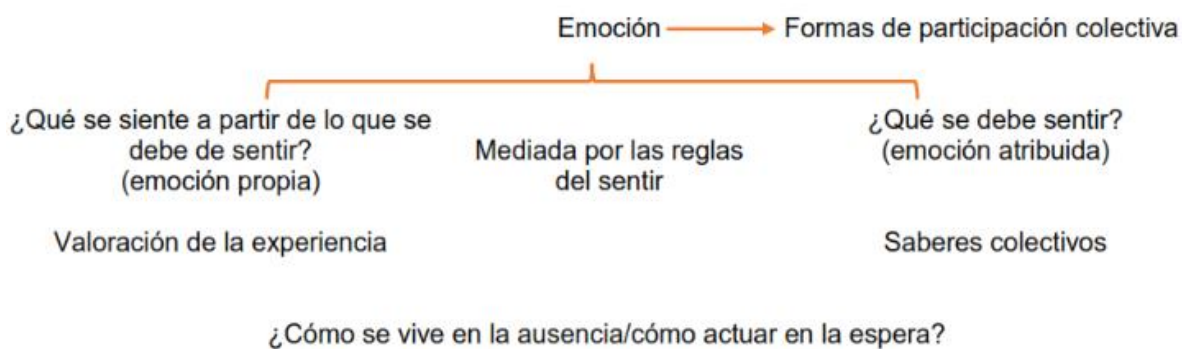 Emoción Formas de participación colectiva
¿Qué se siente a partir de lo que se
debe de sentir?
(emoción propia)
Mediada por las reglas
del sentir
¿Qué se debe sentir?
(emoción atribuida)
Valoración de la experiencia
Saberes colectivos
¿Cómo se vive en la ausencia/cómo actuar en la espera?